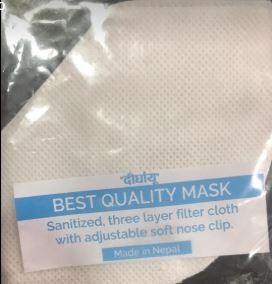 "दीर्घायु"
BEST QUALITY MASK
Sanitized, three layer filter cloth
with adjustable soft nose clip.
Made in Nepal